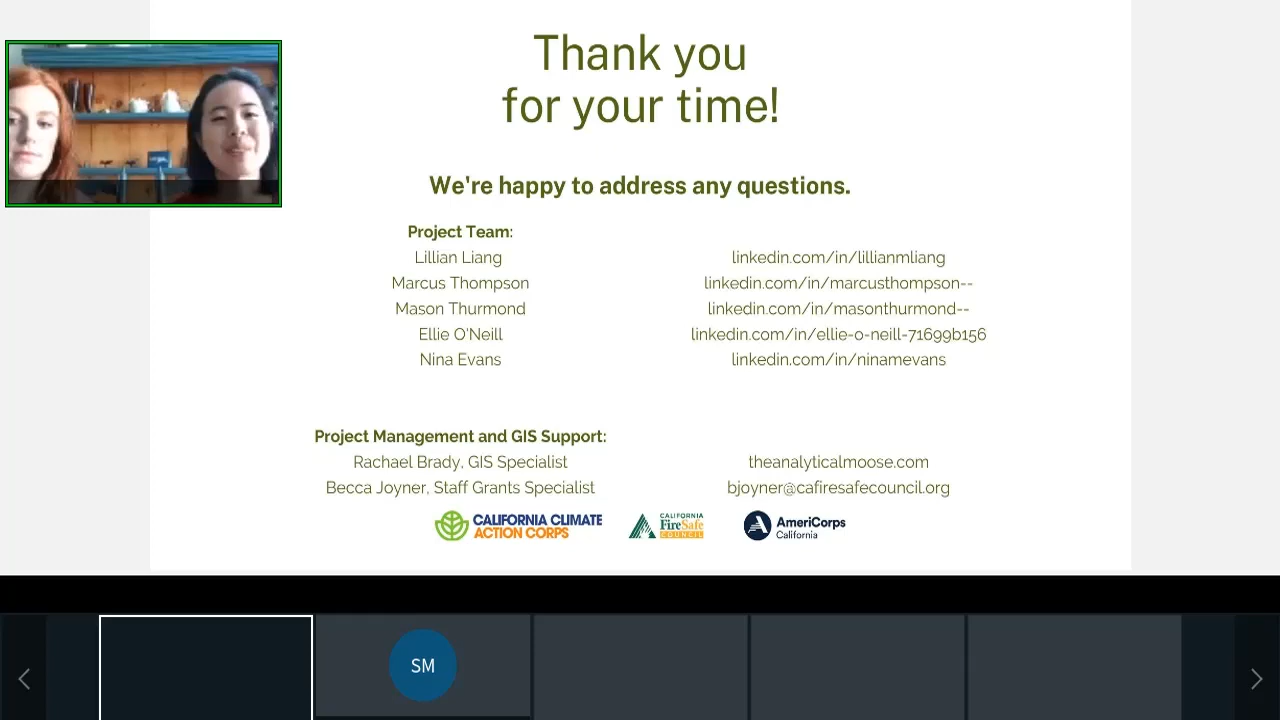 Thank you
for your time!
We're happy to address any questions.
Project Team:
Lillian Liang linkedin.com/in/lillianmliang
Marcus Thompson linkedin.com/in/marcusthompson--
Mason Thurmond linkedin.com/in/masonthurmond--
Ellie O'Neill linkedin.com/in/ellie-o-neill-71699b156
Nina Evans linkedin.com/in/ninamevans
Project Management and GIS Support:
Rachael Brady, GIS Specialist theanalyticalmoose.com
Becca Joyner, Staff Grants Specialist bjoyner@cafiresafecouncil.org
CALIFORNIA CLIMATE
ACTION CORPS
CALIFORNIA
FireSafe
COUNCIL
AmeriCorps
California
SM